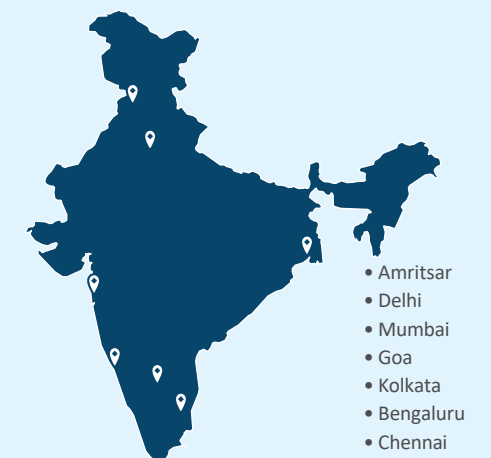 • Amritsar
• Delhi
• Mumbai
• Goa
• Kolkata
• Bengaluru
• Chennai